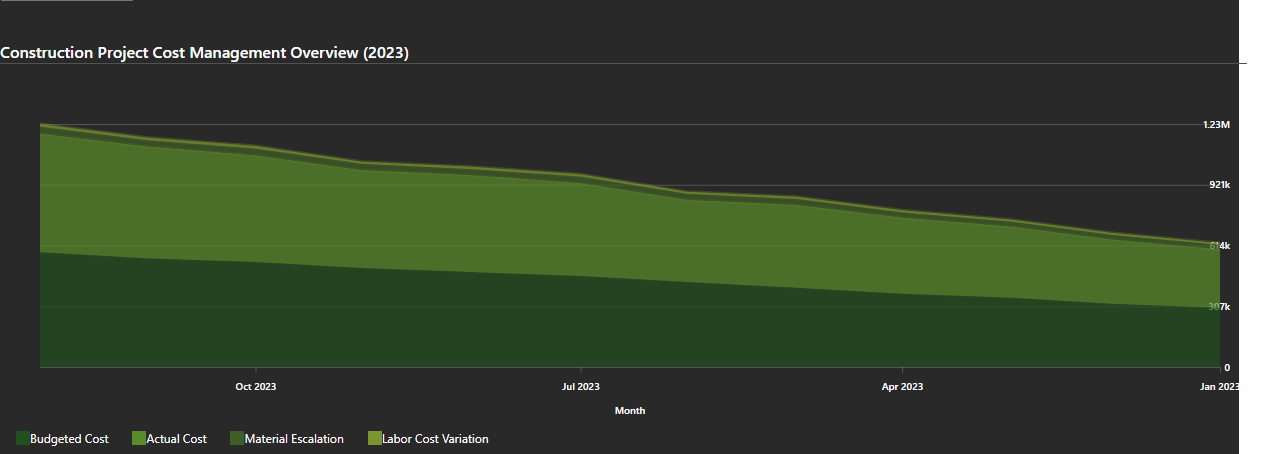 Construction Project Cost Management Overview (2023)
1.23M
921k
614k
307k
0
Oct 2023 Jul 2023 Apr 2023 Jan 2023
Month
Budgeted Cost Actual Cost Material Escalation Labor Cost Variation